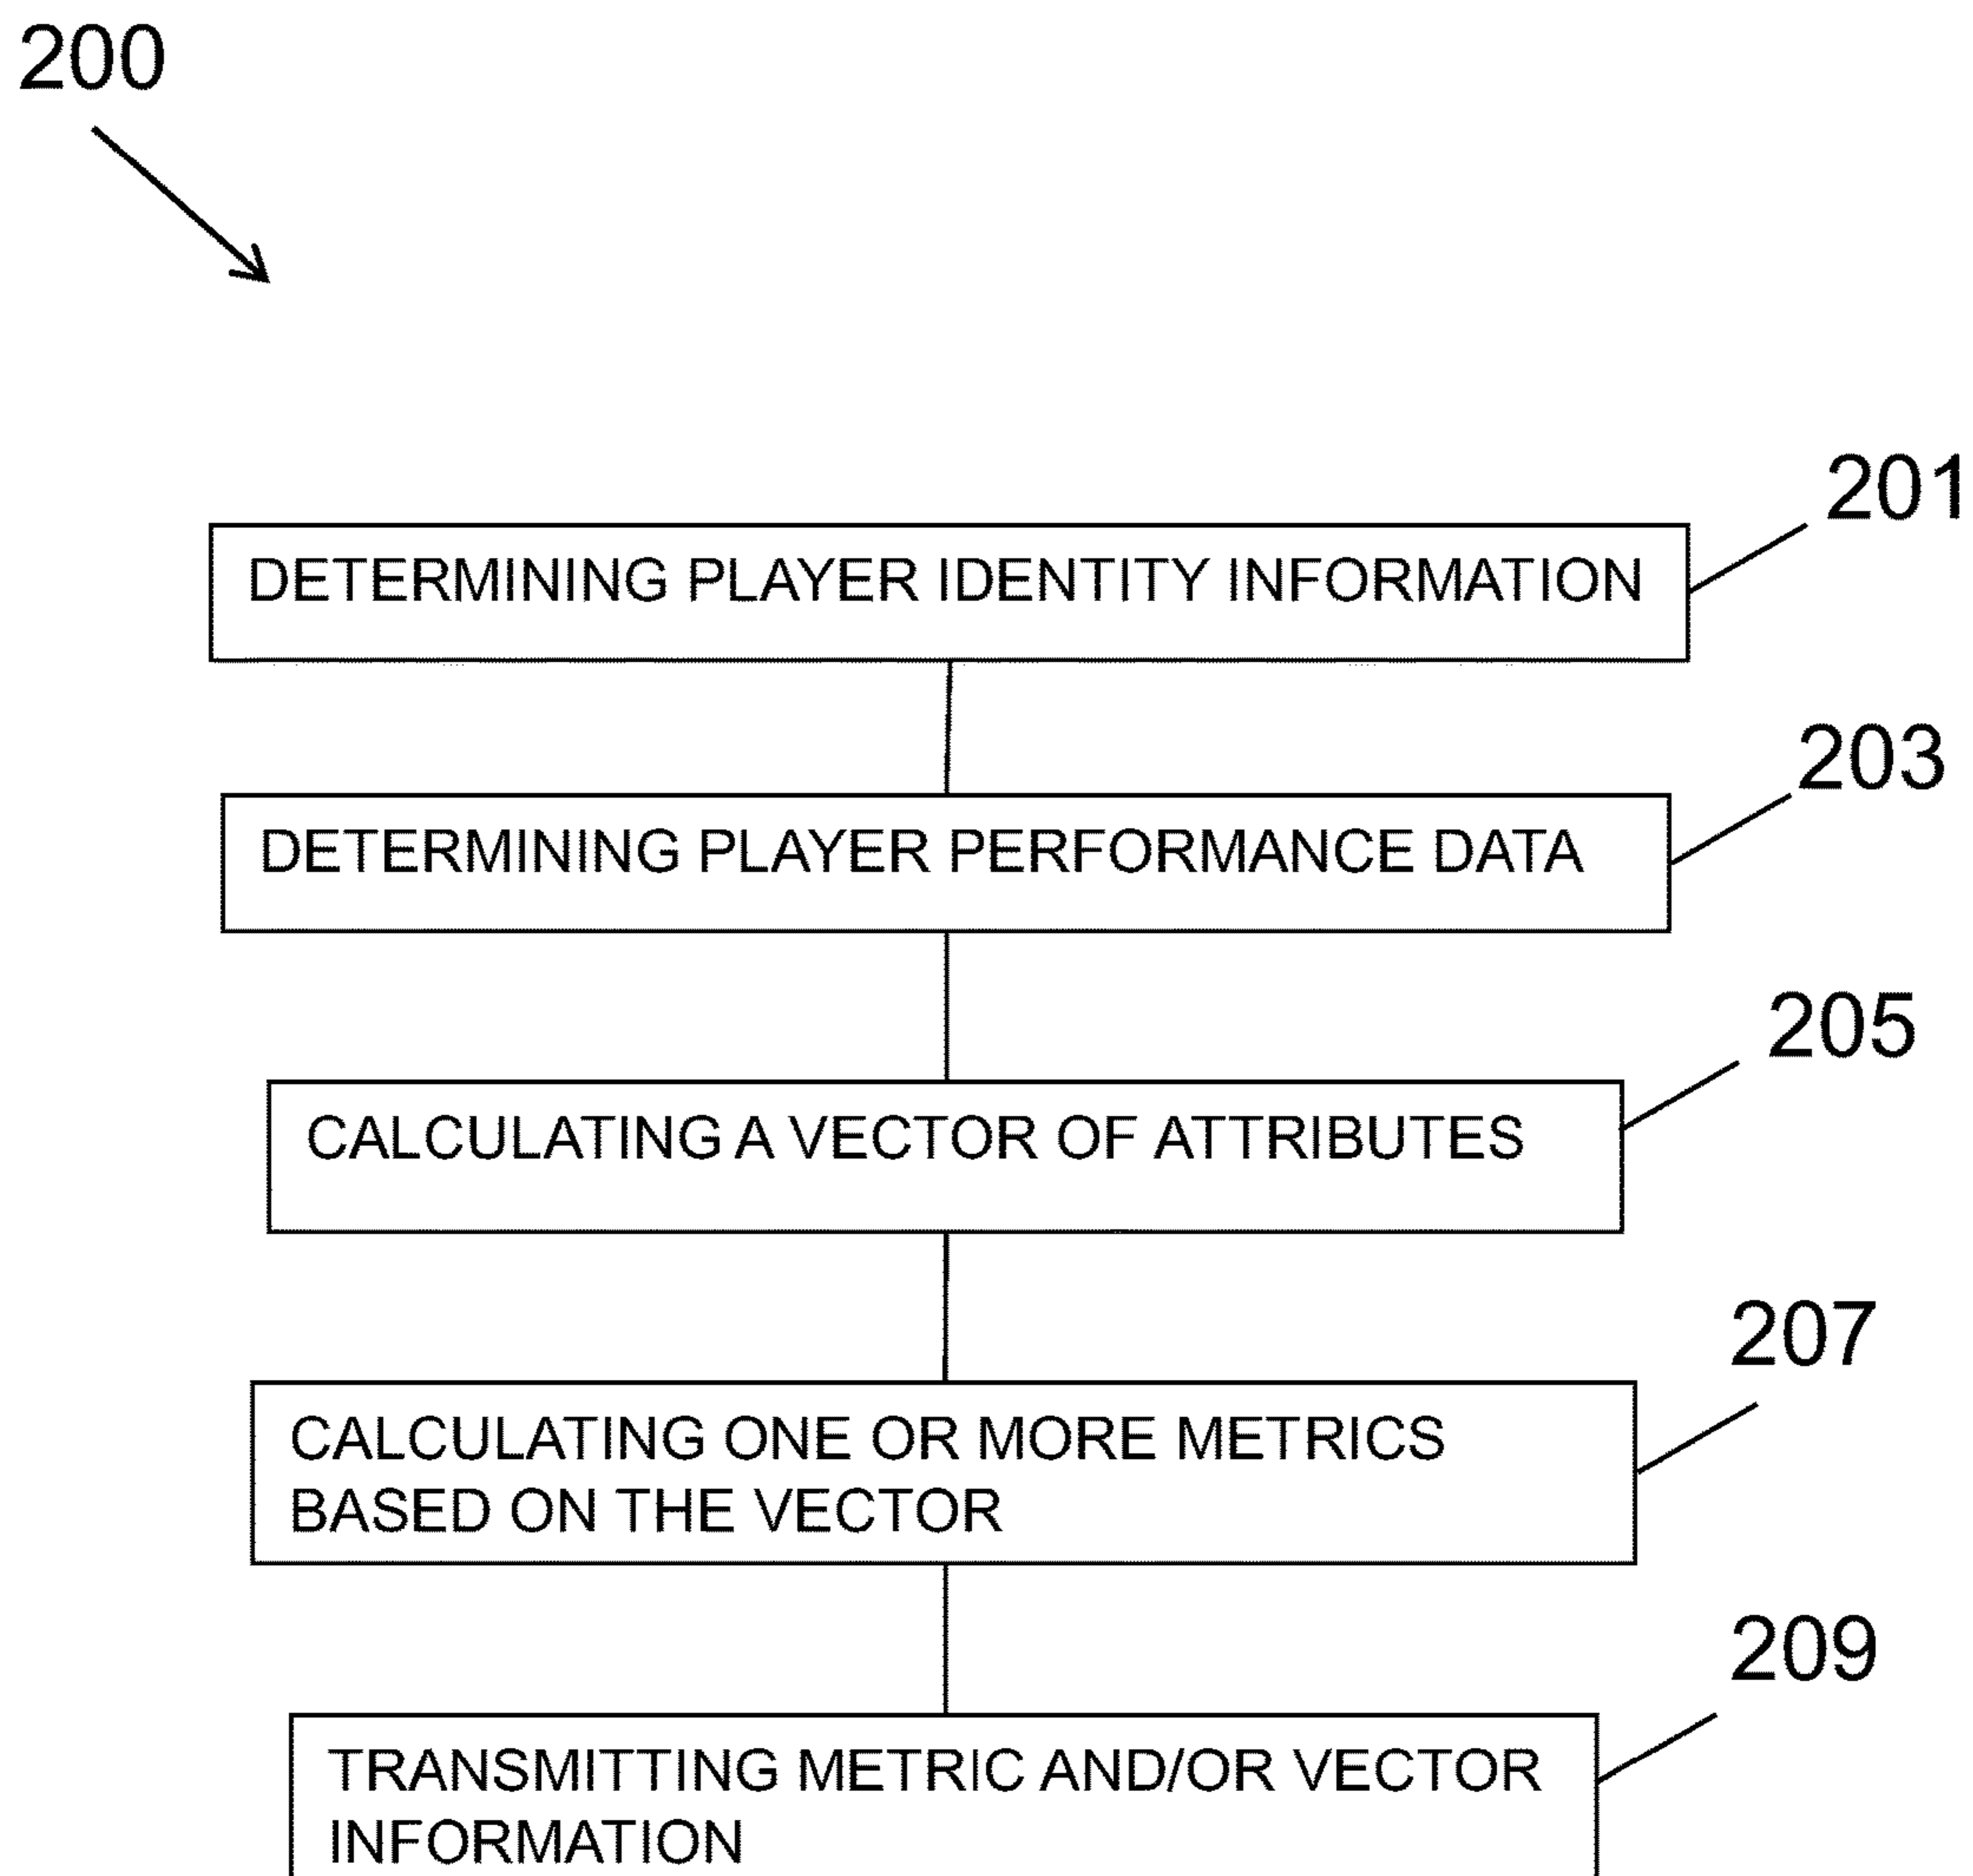 200
201
DETERMINING PLAYER IDENTITY INFORMATION
203
DETERMINING PLAYER PERFORMANCE DATA
205
CALCULATING A VECTOR OF ATTRIBUTES
207
CALCULATING ONE OR MORE METRICS
BASED ON THE VECTOR
209
TRANSMITTING METRIC AND/OR VECTOR
INFORMATION